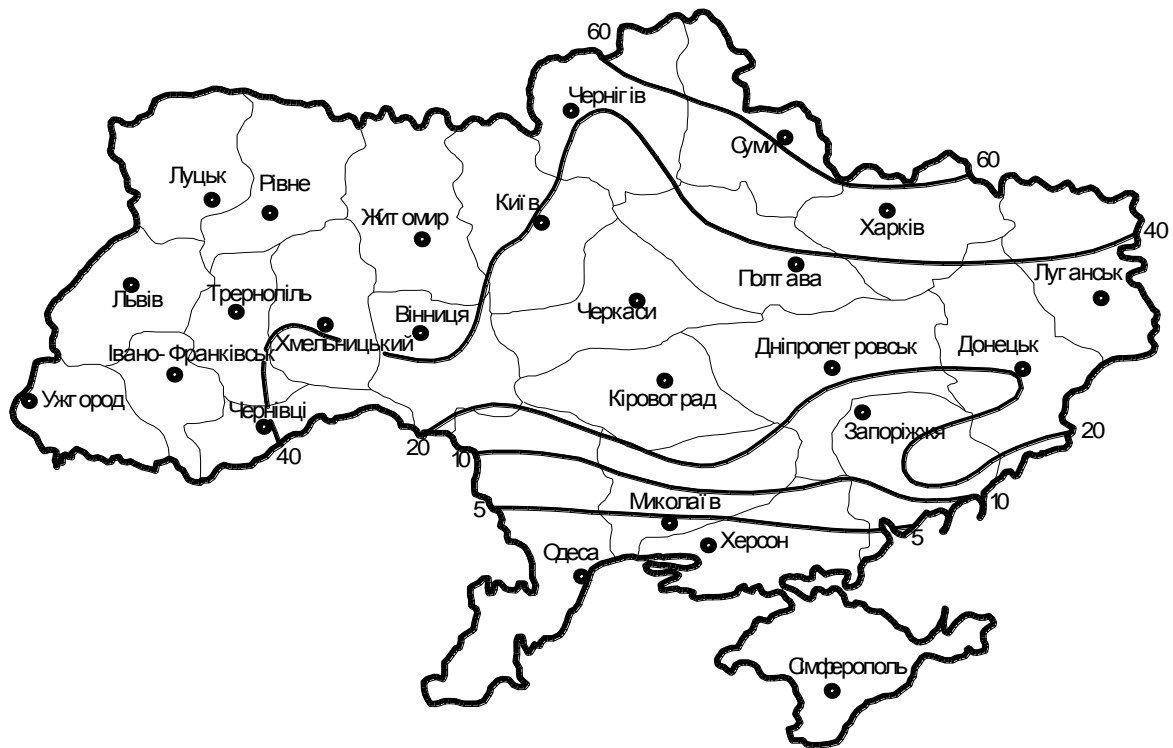 60
Чернігів
Суми
60
Луцьк
Рівне
Київ
Житомир
Харків
40
Полтава
Луганськ
Львів
Трернопіль
Черкаси
Вінниця
Хмельницький
Івано-Франківськ
Дніпропетровськ
Донецьк
Ужгород
Кіровоград
Чернівці
Запоріжжя
40
20
10
20
5
Миколаїв
10
5
Херсон
Одеса
Сімферополь